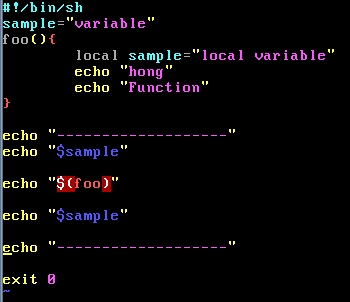 #!/bin/sh
sample="variable"
foo(){
        local sample="local variable"
        echo "hong"
        echo "Function"
}

echo "-------------------"
echo "$sample"

echo "$(foo)"

echo "$sample"

echo "-------------------"

exit 0
~